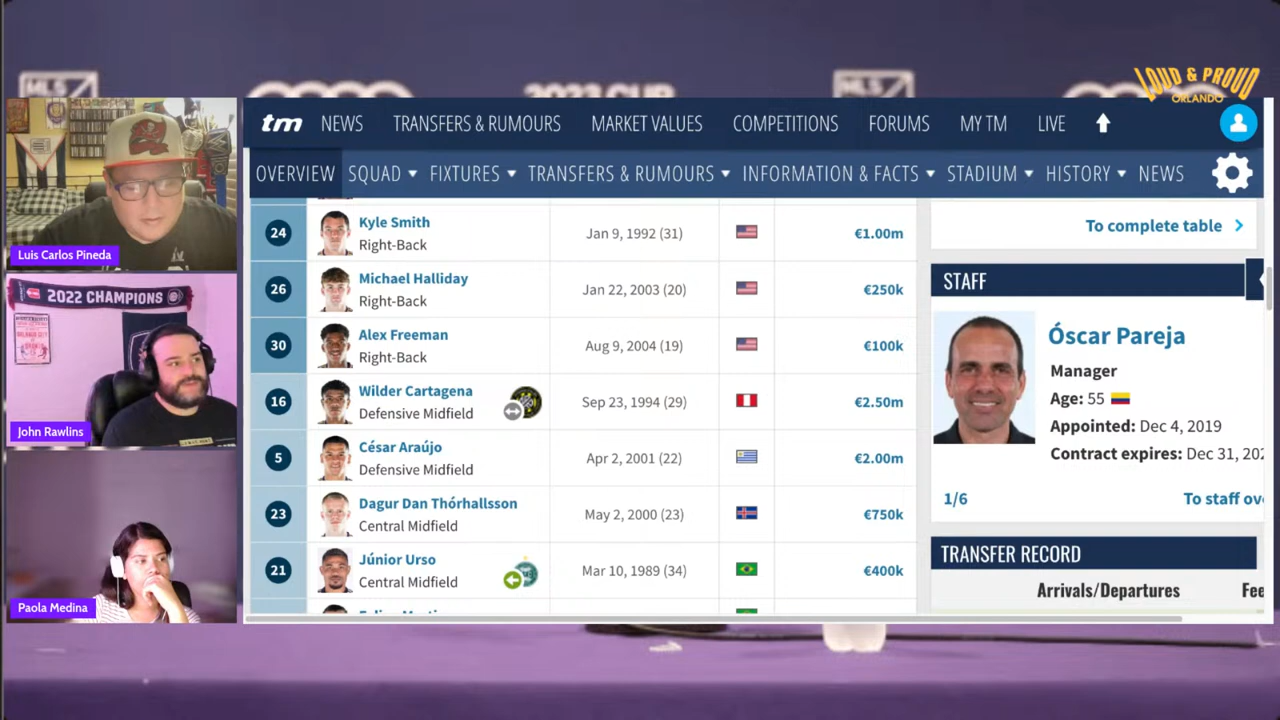 MLS
2023 CUP
MLS
LOUD & PROUD
ORLANDO
tm NEWS TRANSFERS & RUMOURS MARKET VALUES COMPETITIONS FORUMS MY TM LIVE
OVERVIEW SQUAD FIXTURES TRANSFERS & RUMOURS INFORMATION & FACTS STADIUM HISTORY NEWS
24 Kyle Smith Jan 9, 1992 (31) €1.00m
Right-Back
26 Michael Halliday Jan 22, 2003 (20) €250k
Right-Back
30 Alex Freeman Aug 9, 2004 (19) €100k
Right-Back
16 Wilder Cartagena Sep 23, 1994 (29) €2.50m
Defensive Midfield
5 César Araújo Apr 2, 2001 (22) €2.00m
Defensive Midfield
23 Dagur Dan Thórhallsson May 2, 2000 (23) €750k
Central Midfield
21 Júnior Urso Mar 10, 1989 (34) €400k
Central Midfield
To complete table
STAFF
Óscar Pareja
Manager
Age: 55
Appointed: Dec 4, 2019
Contract expires: Dec 31, 202
1/6 To staff ov
TRANSFER RECORD
Arrivals/Departures Fee
Luis Carlos Pineda
2022 CHAMPIONS
John Rawlins
Paola Medina